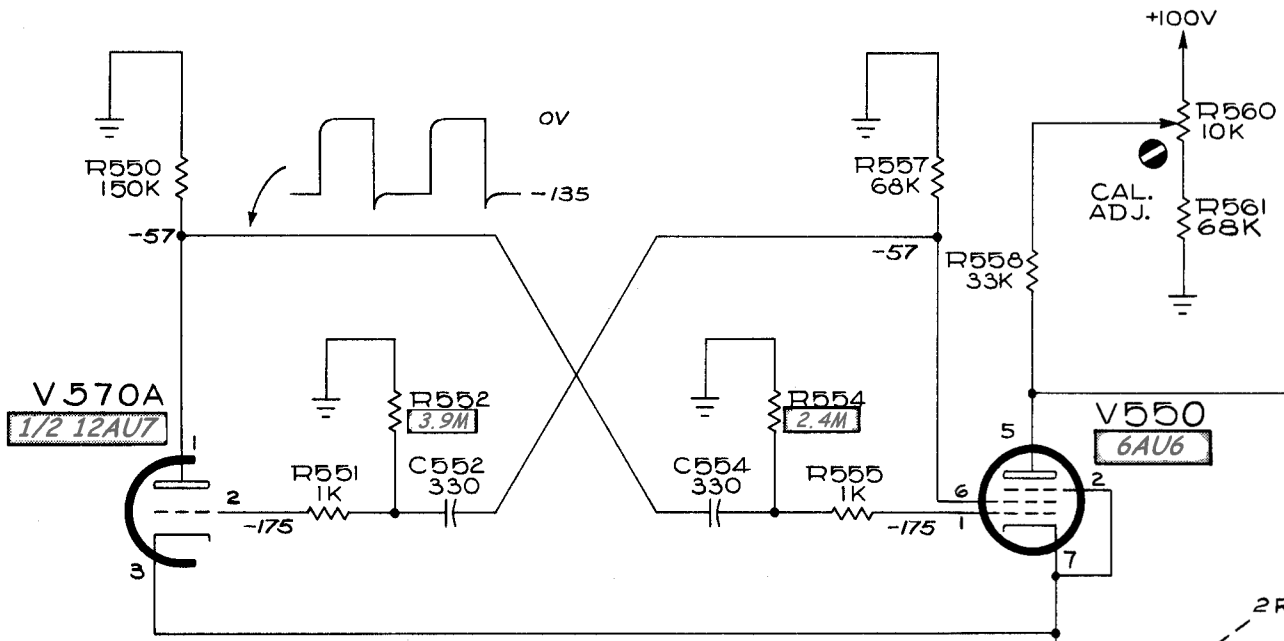 +100V
0V
R560
10K
R550
150K
R557
68K
-135
CAL.
ADJ.
R561
68K
-57
-57
R558
33K
V570A
1/2 12AU7
R552
3.9M
R554
2.4M
V550
6AU6
1
5
C552
330
C554
330
R551
1K
R555
1K
2
6
2
-175
-175
1
3
7
2R